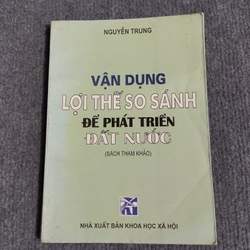 NGUYỄN TRUNG
VẬN DỤNG
LỢI THẾ SO SÁNH
ĐỂ PHÁT TRIỂN
ĐẤT NƯỚC
(SÁCH THAM KHẢO)
NHÀ XUẤT BẢN KHOA HỌC XÃ HỘI